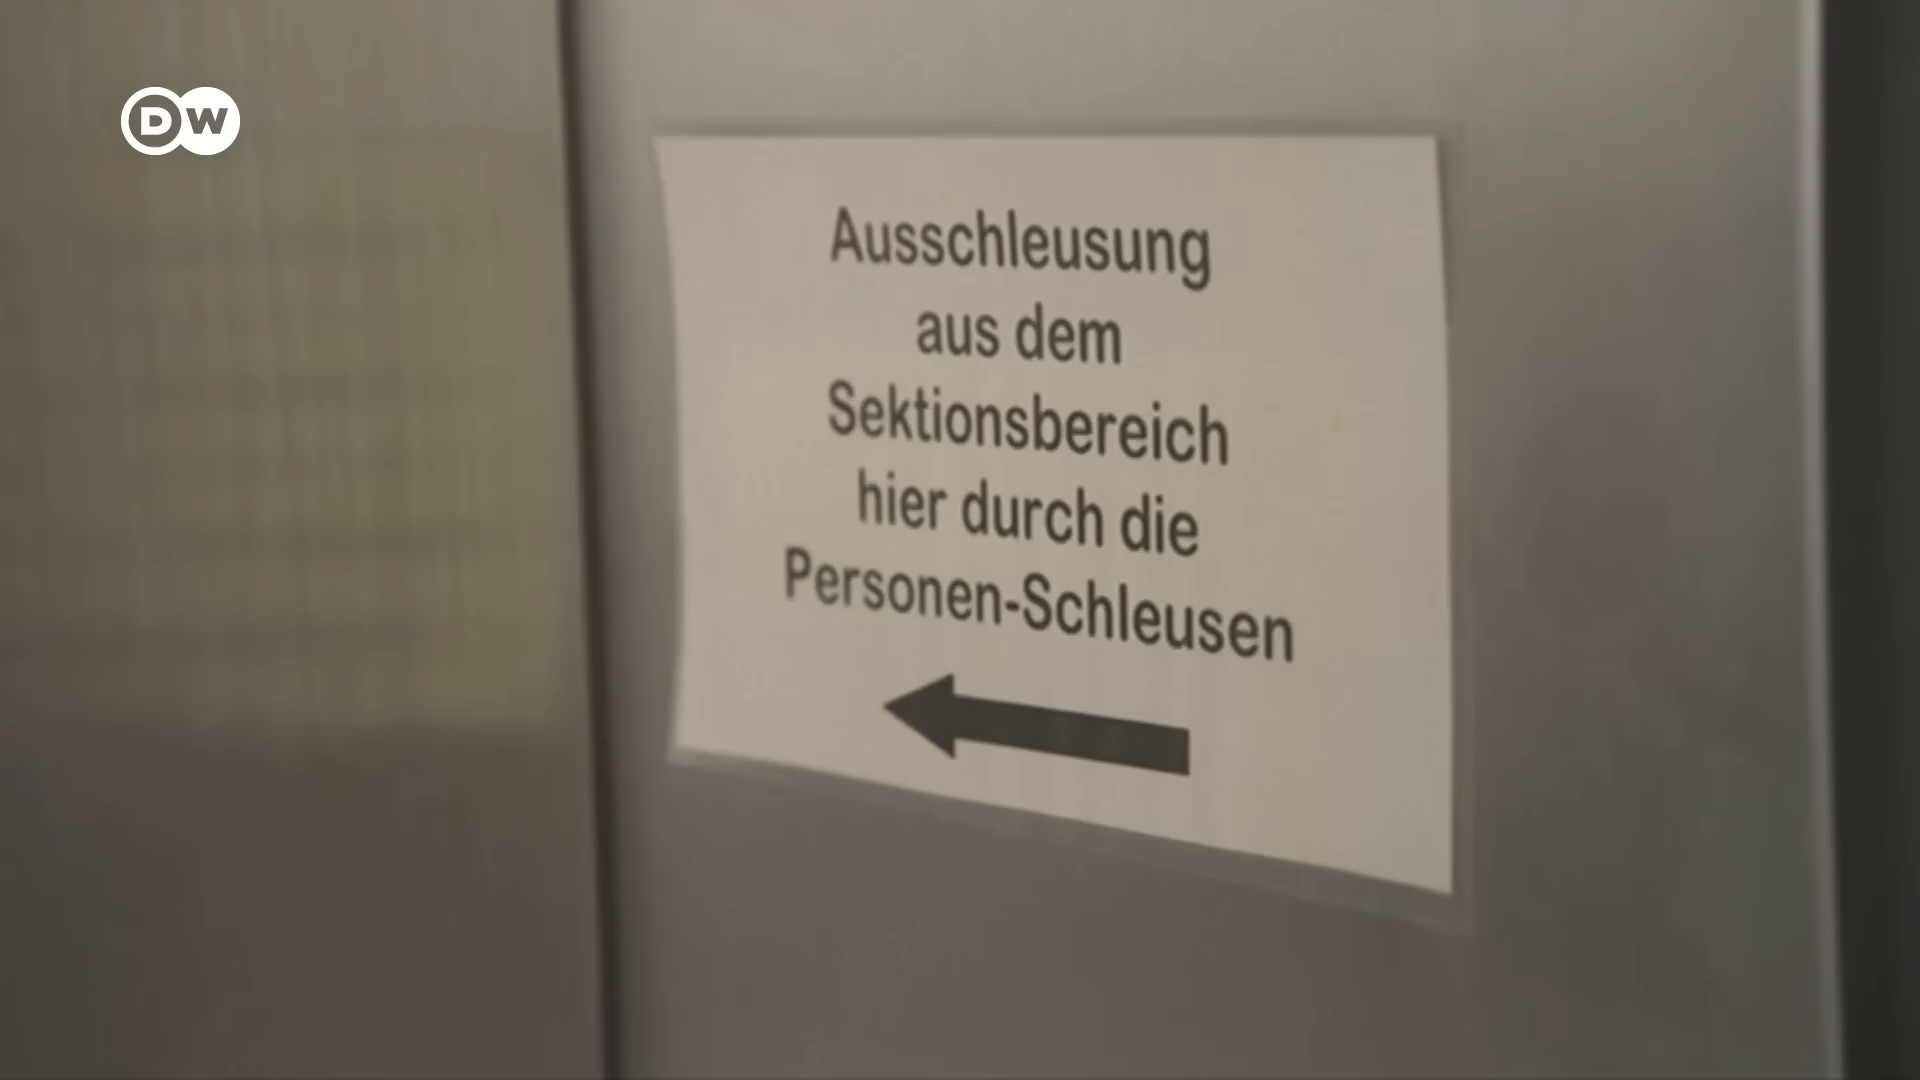 DW
Ausschleusung
aus dem
Sektionsbereich
hier durch die
Personen-Schleusen